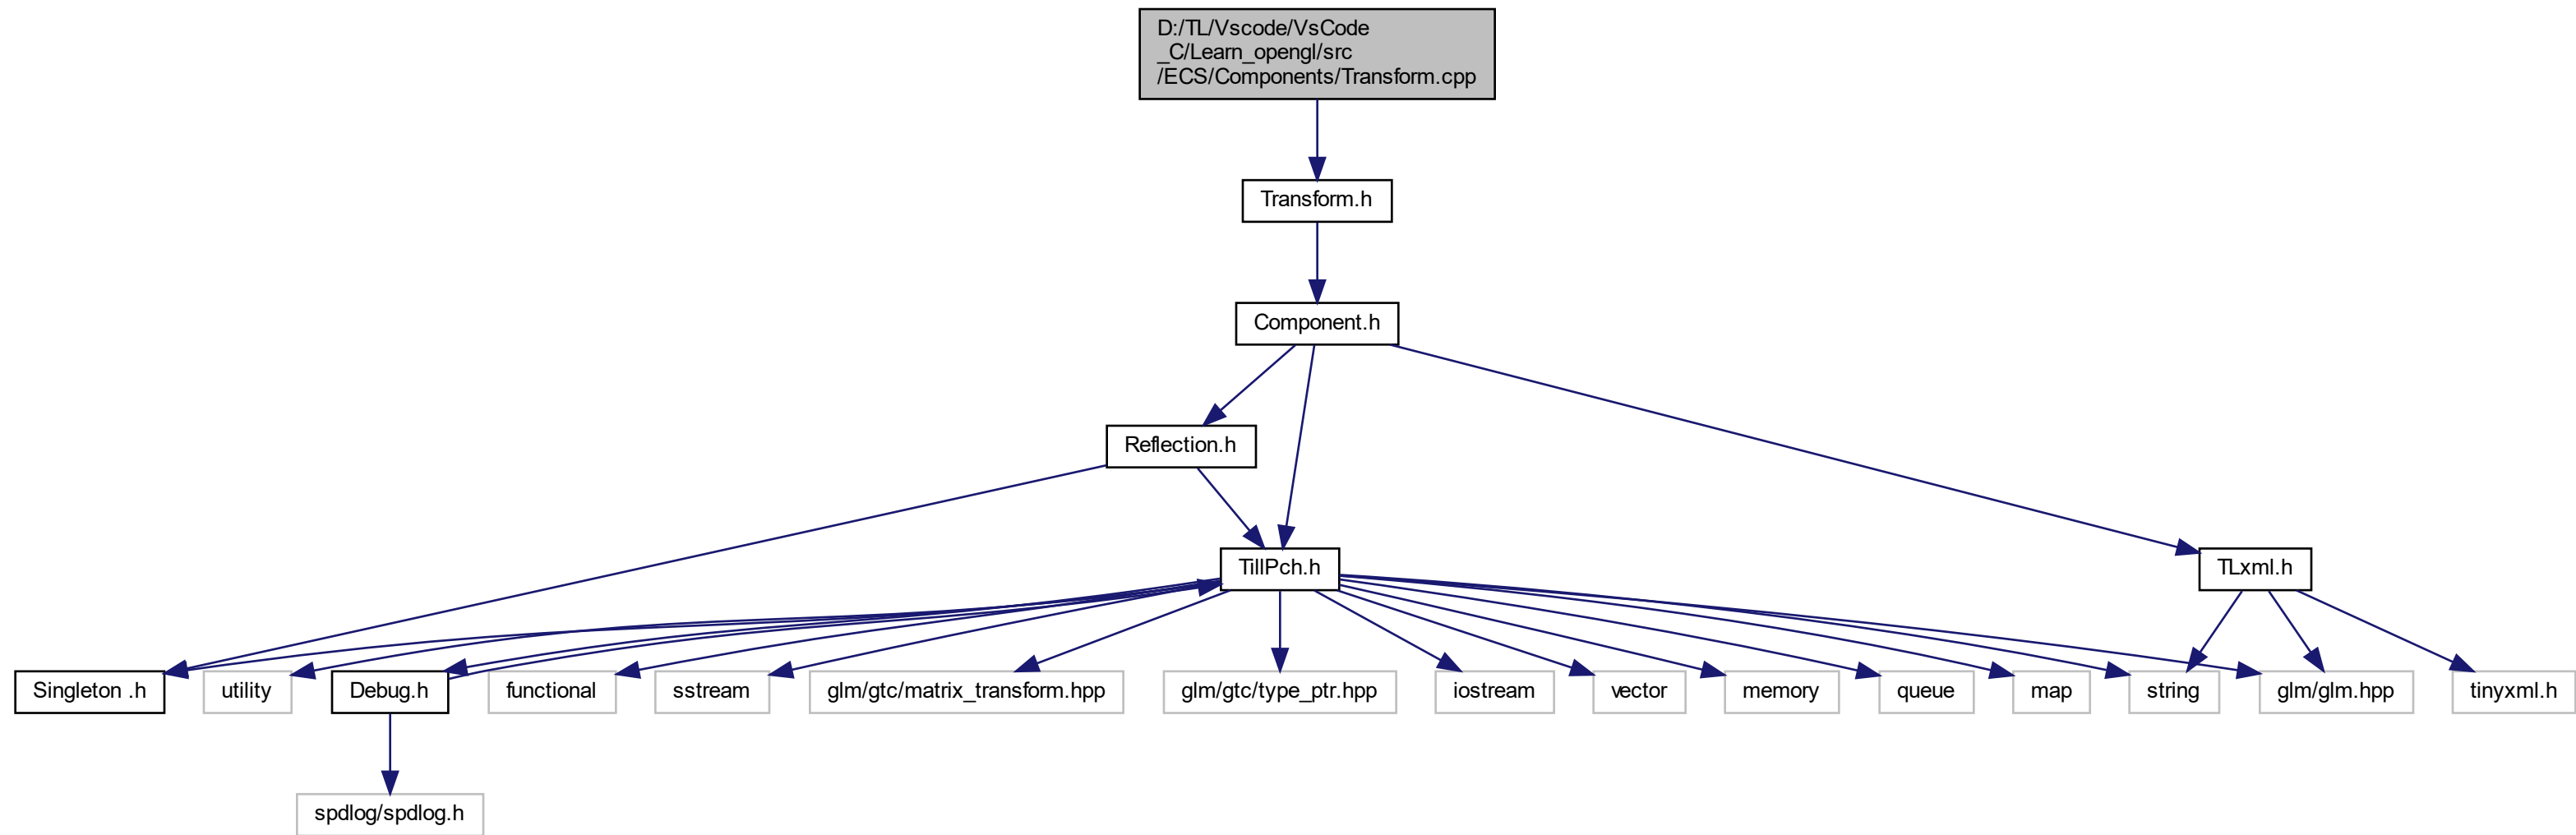 D:/TL/Vscode/VsCode
_C/Learn_opengl/src
/ECS/Components/Transform.cpp
Transform.h
Component.h
Reflection.h
TillPch.h
TLxml.h
Singleton .h
utility
Debug.h
functional
sstream
glm/gtc/matrix_transform.hpp
glm/gtc/type_ptr.hpp
iostream
vector
memory
queue
map
string
glm/glm.hpp
tinyxml.h
spdlog/spdlog.h